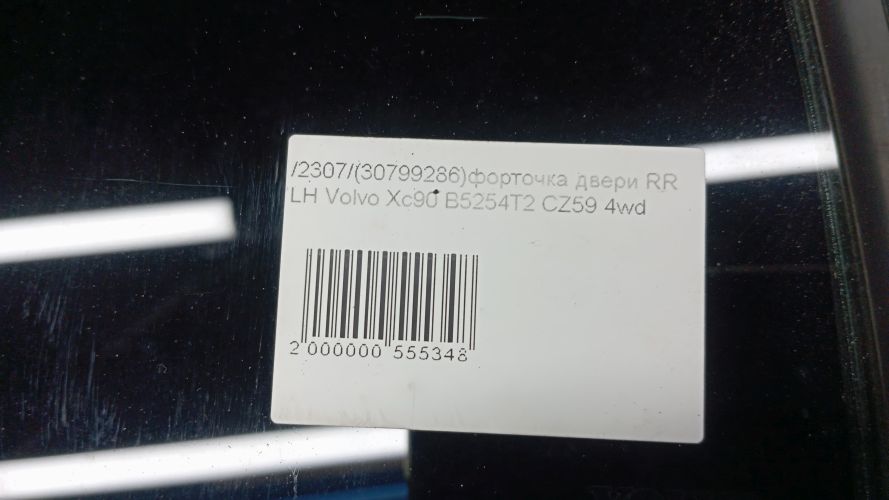 /2307/(30799286)форточка двери RR
LH Volvo Xc90 B5254T2 CZ59 4wd
2 000000 555348